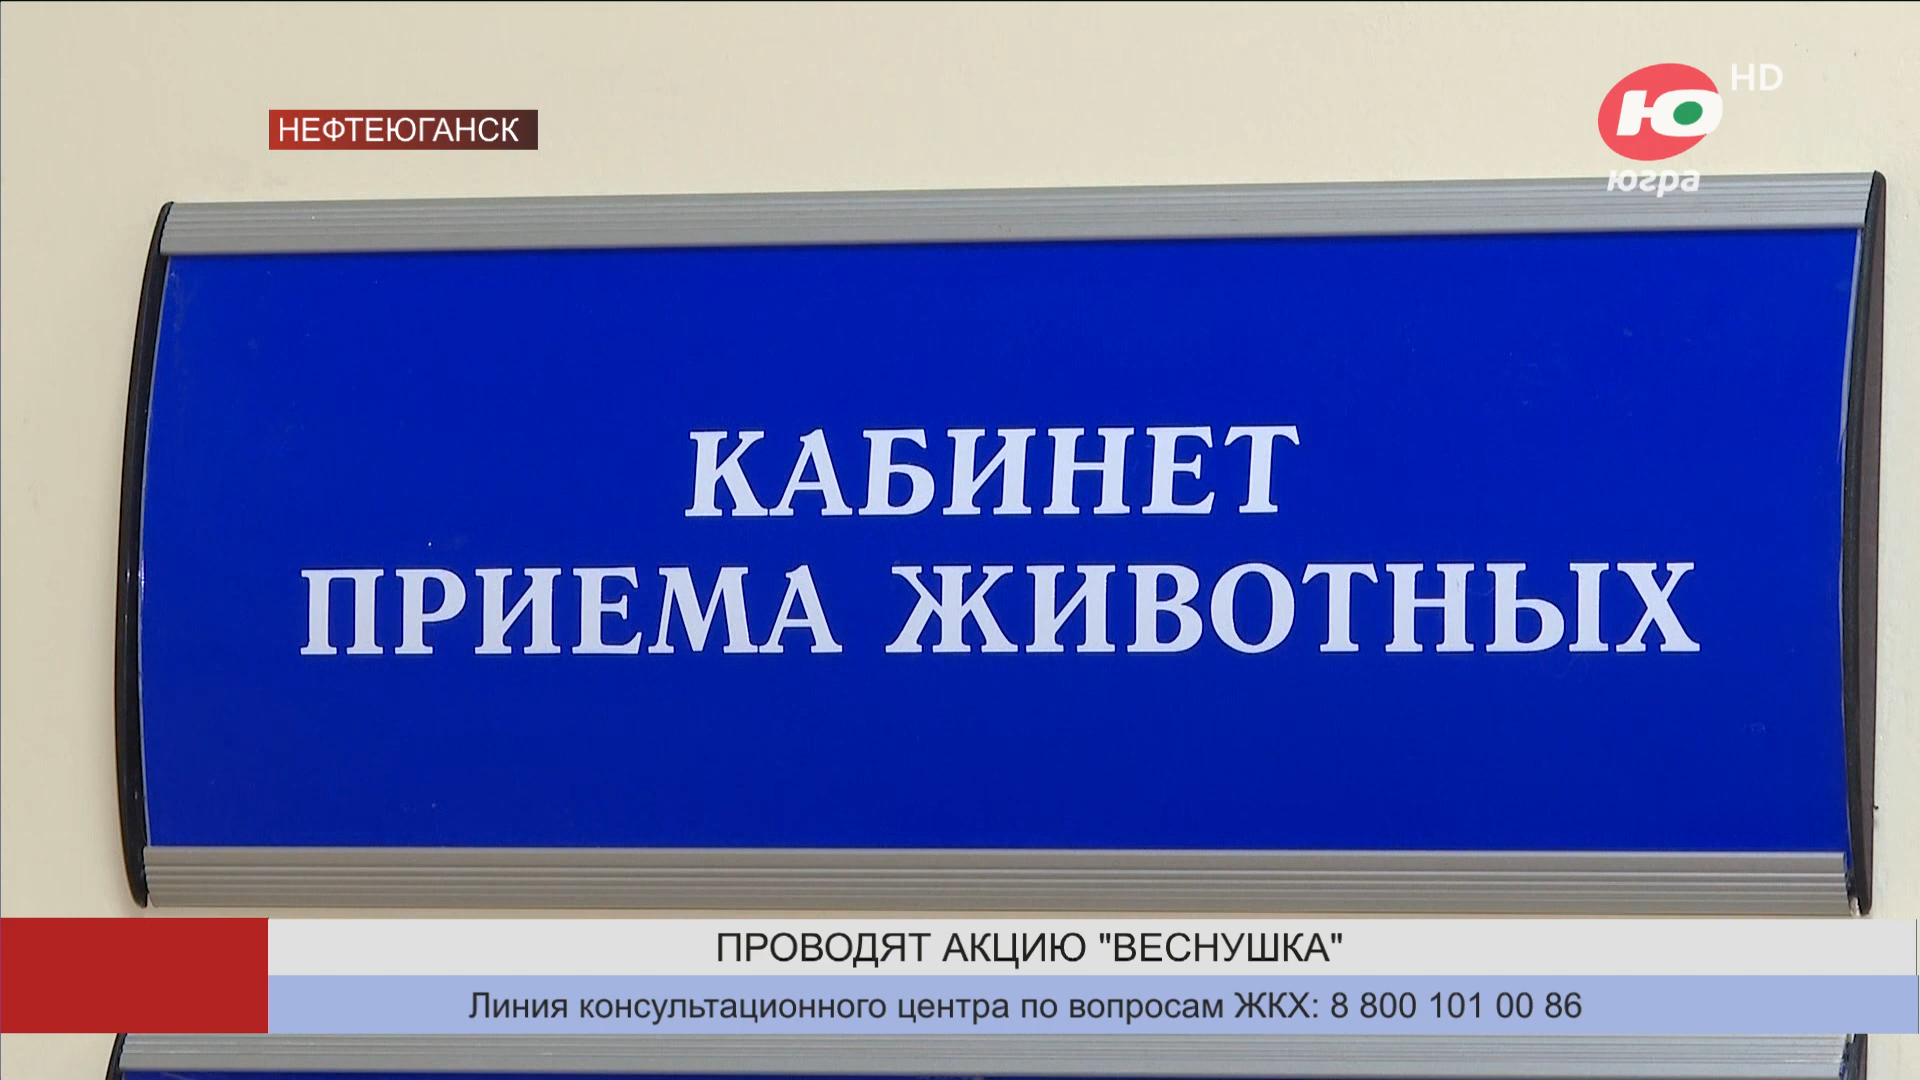 HD
Ю
югра
НЕФТЕЮГАНСК
КАБИНЕТ
ПРИЕМА ЖИВОТНЫХ
ПРОВОДЯТ АКЦИЮ "ВЕСНУШКА"
Линия консультационного центра по вопросам ЖКХ: 8 800 101 00 86